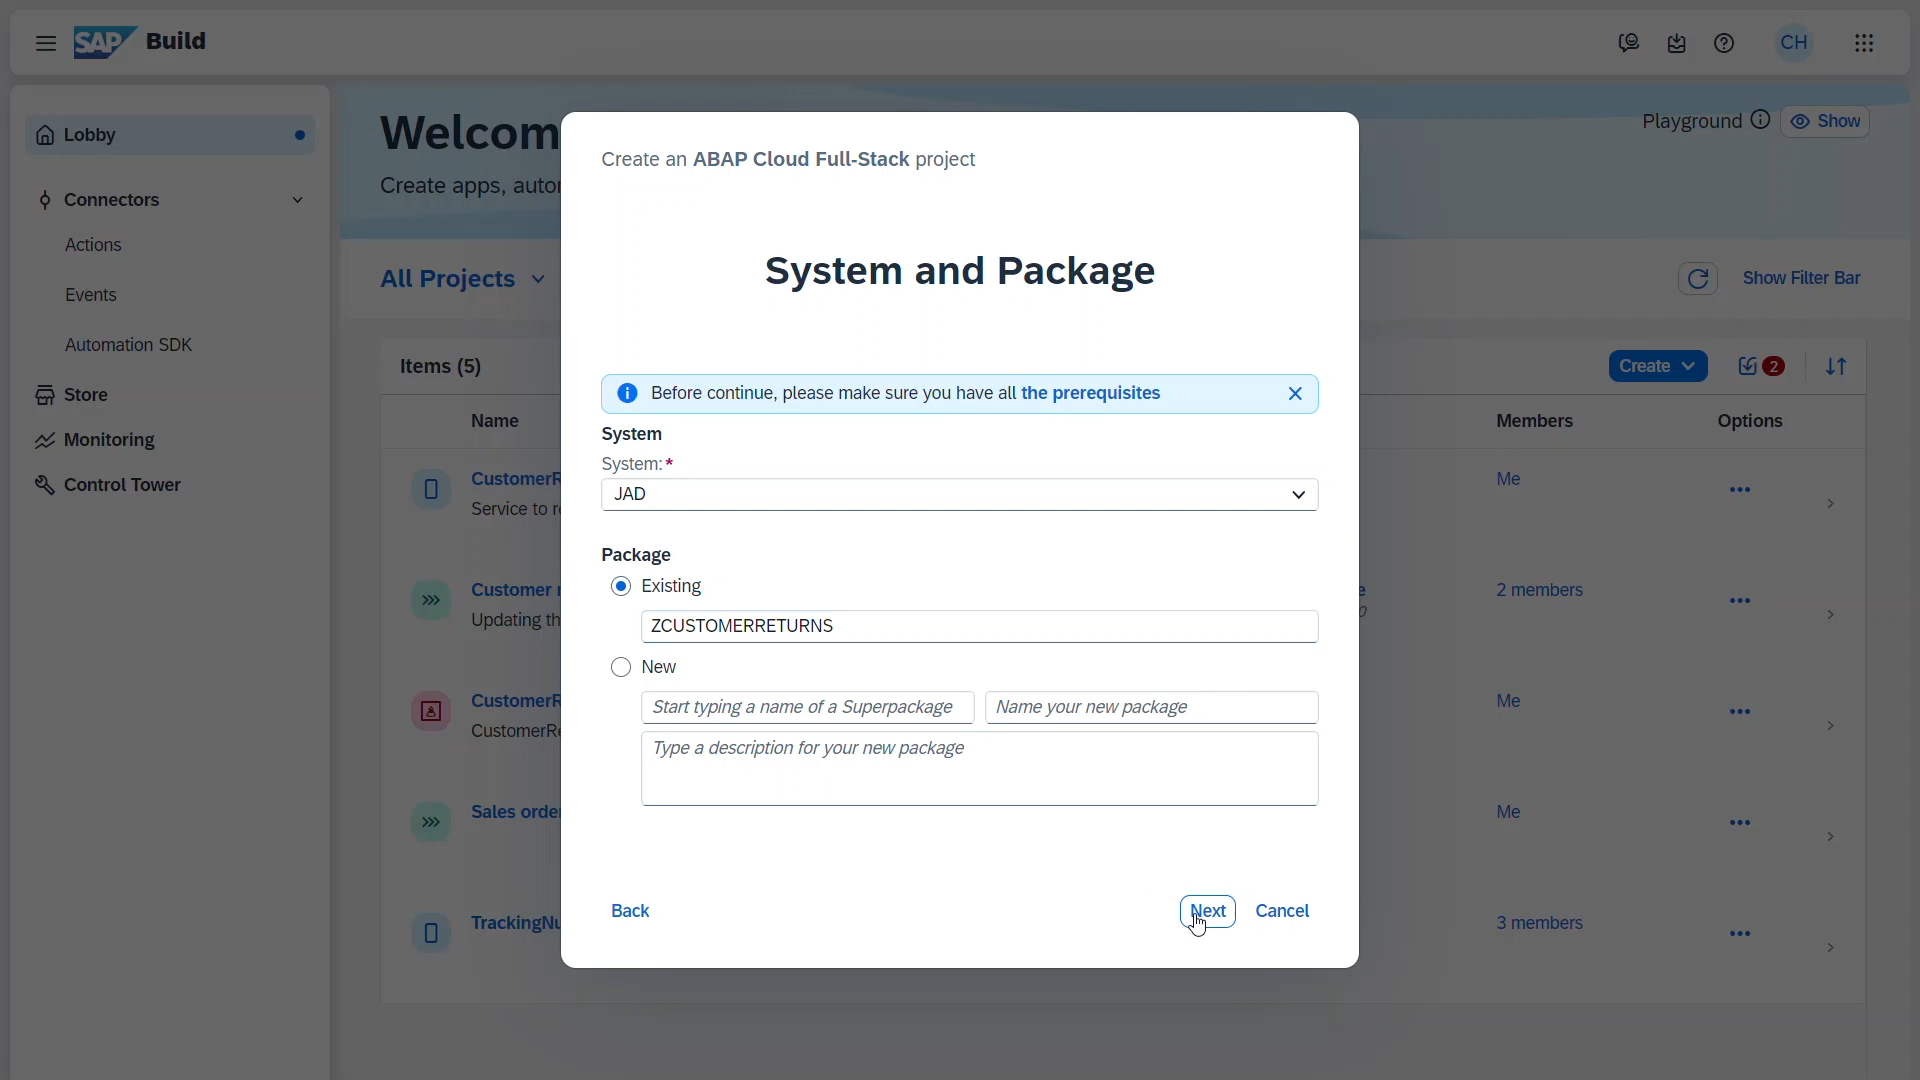 SAP Build
CH
Lobby
Connectors
Actions
Events
Automation SDK
Store
Monitoring
Control Tower
Welcom
Create apps, autor
Playground
Show
All Projects
Show Filter Bar
Items (5)
Create
2
Name
Members
Options
CustomerR
Service to re
Me
Customer r
Updating th
2 members
CustomerR
CustomerRe
Me
Sales order
Me
TrackingNu
3 members
Create an ABAP Cloud Full-Stack project
System and Package
Before continue, please make sure you have all the prerequisites
System
System:*
JAD
Package
Existing
ZCUSTOMERRETURNS
New
Start typing a name of a Superpackage
Name your new package
Type a description for your new package
Back
Next
Cancel